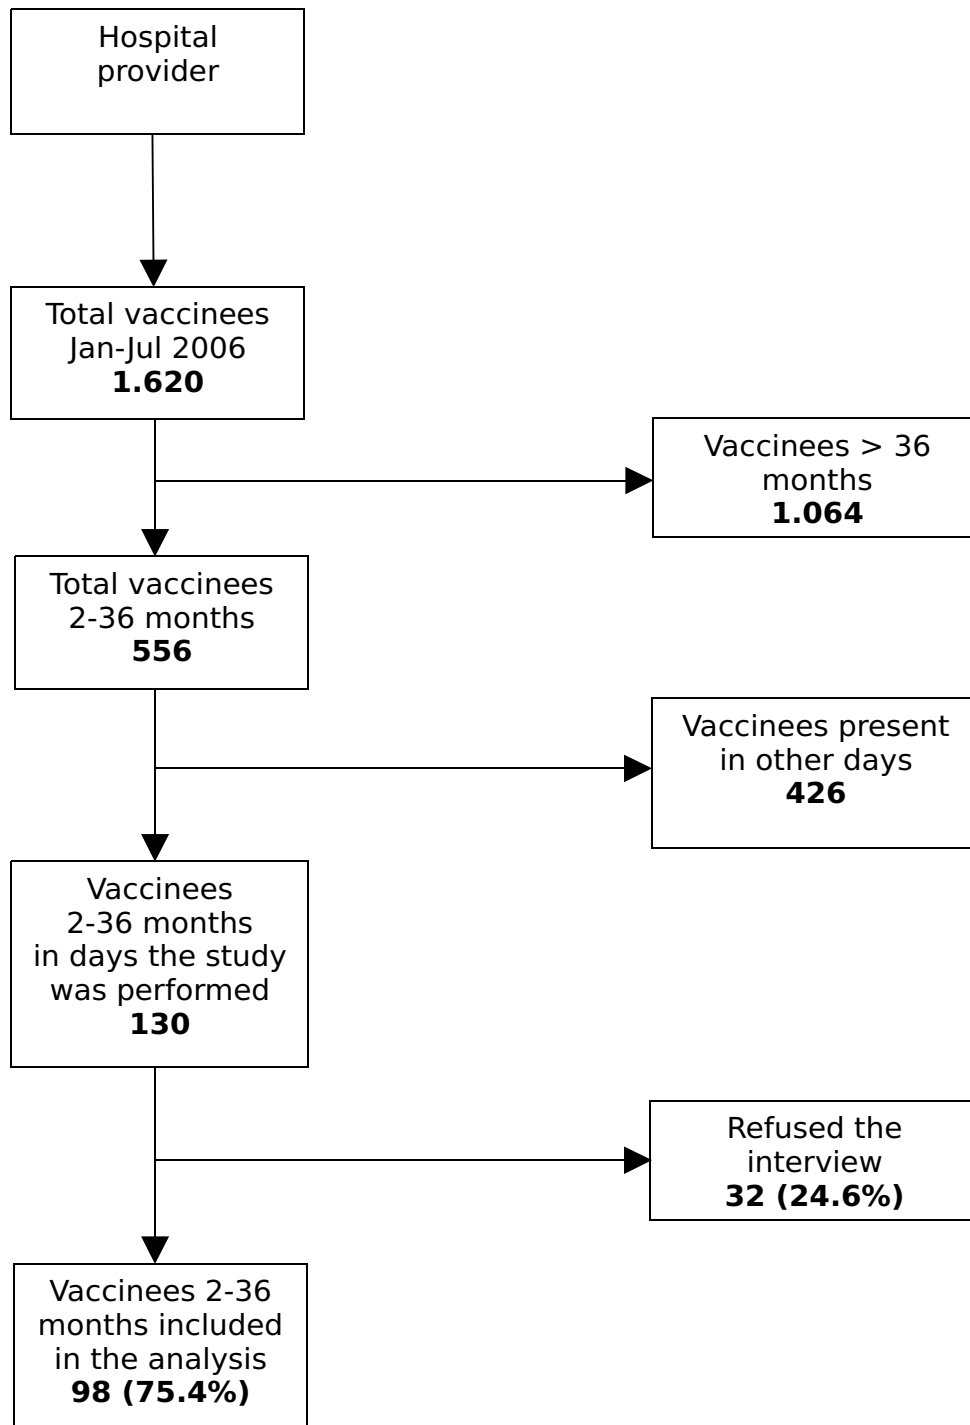 Hospital
provider
Total vaccinees
Jan-Jul 2006
1.620
Vaccinees > 36
months
1.064
Total vaccinees
2-36 months
556
Vaccinees present
in other days
426
Vaccinees
2-36 months
in days the study
was performed
130
Refused the
interview
32 (24.6%)
Vaccinees 2-36
months included
in the analysis
98 (75.4%)